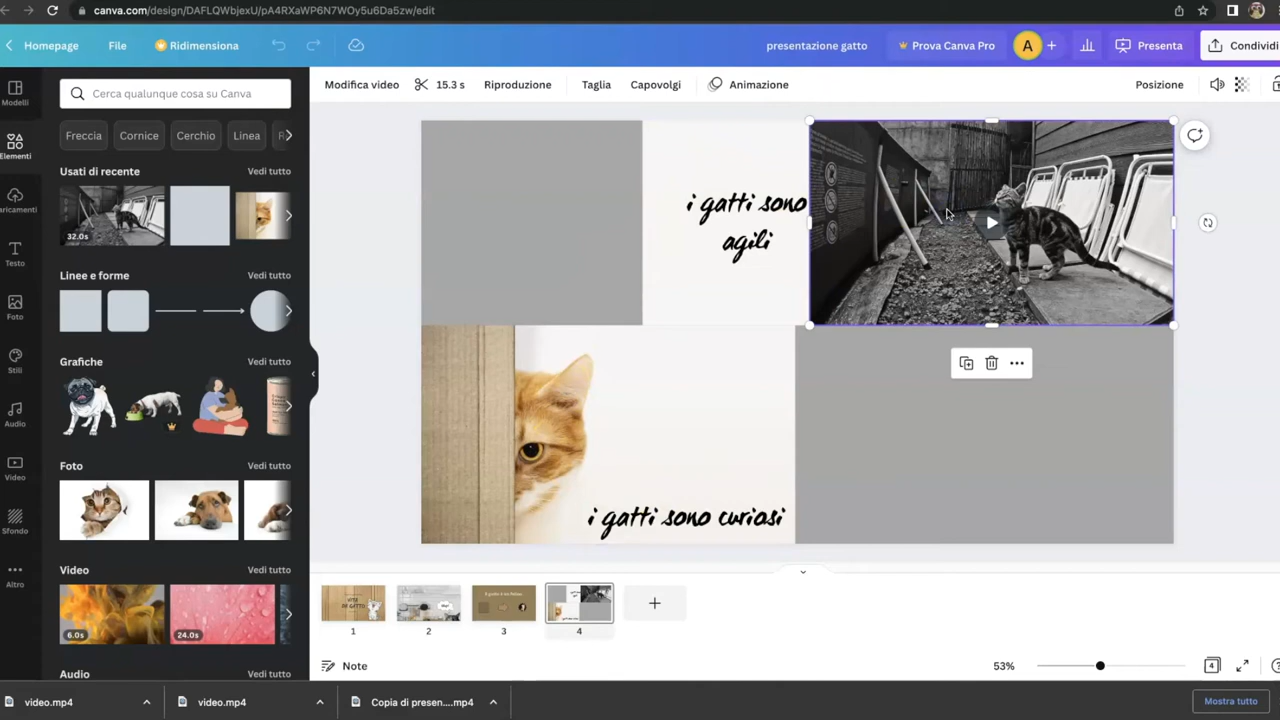 canva.com/design/DAFLQWbjexU/pA4RXaWP6N7WOy5u6Da5zw/edit
Homepage
File
Ridimensiona
presentazione gatto
Prova Canva Pro
A
Presenta
Condividi
Modelli
Elementi
aricamenti
Testo
Foto
Stili
Audio
Video
Sfondo
Altro
Cerca qualunque cosa su Canva
Freccia
Cornice
Cerchio
Linea
Usati di recente
Vedi tutto
32.0s
Linee e forme
Vedi tutto
Grafiche
Vedi tutto
Foto
Vedi tutto
Video
Vedi tutto
6.0s
24.0s
Audio
Vedi tutto
Modifica video
15.3 s
Riproduzione
Taglia
Capovolgi
Animazione
Posizione
i gatti sono
agili
i gatti sono curiosi
1
2
3
4
Note
53%
4
video.mp4
video.mp4
Copia di presen....mp4
Mostra tutto